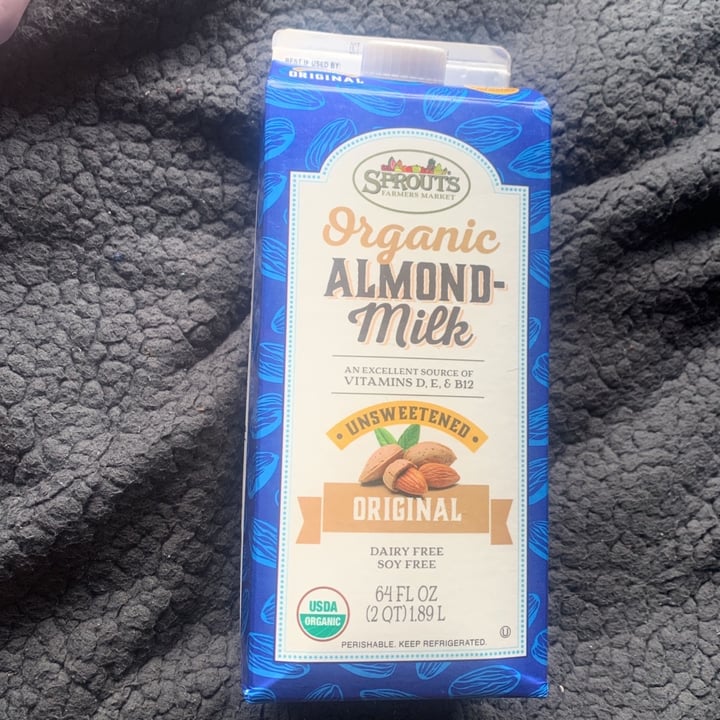 BEST IF USED BY:
ORIGINAL
SPROUTS
FARMERS MARKET
Organic
ALMOND-
Milk
AN EXCELLENT SOURCE OF
VITAMINS D, E, & B12
• UNSWEETENED •
ORIGINAL
DAIRY FREE
SOY FREE
64 FL OZ
(2 QT) 1.89 L
USDA
ORGANIC
PERISHABLE. KEEP REFRIGERATED.
U